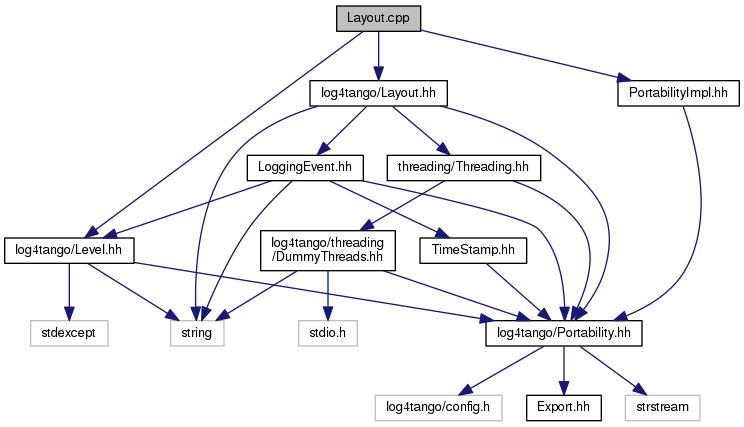 Layout.cpp
log4tango/Layout.hh
PortabilityImpl.hh
LoggingEvent.hh
threading/Threading.hh
log4tango/Level.hh
log4tango/threading
/DummyThreads.hh
TimeStamp.hh
stdexcept
string
stdio.h
log4tango/Portability.hh
log4tango/config.h
Export.hh
strstream